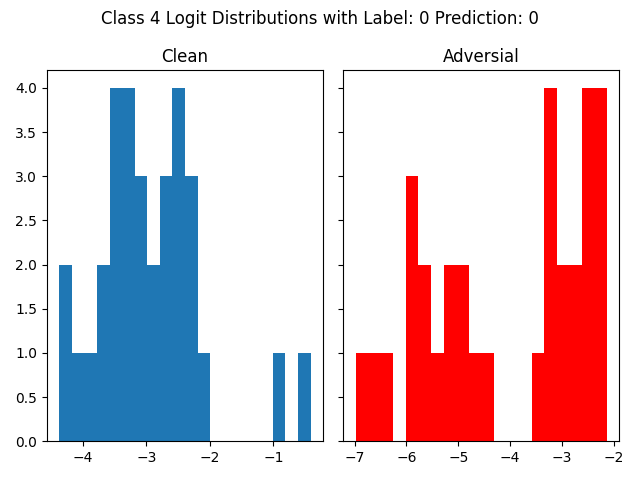 Class 4 Logit Distributions with Label: 0 Prediction: 0
Clean
Adversial
4.0
3.5
3.0
2.5
2.0
1.5
1.0
0.5
0.0
−4 −3 −2 −1
−7 −6 −5 −4 −3 −2